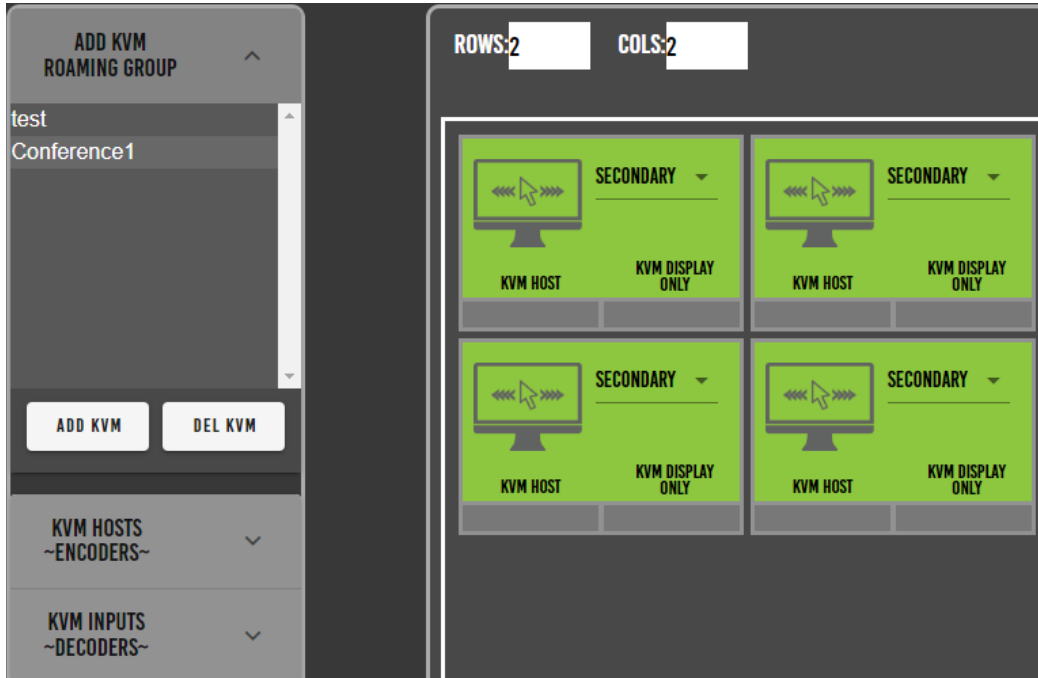 ADD KVM
ROAMING GROUP
test
Conference1
ADD KVM
DEL KVM
KVM HOSTS
~ENCODERS~
KVM INPUTS
~DECODERS~
ROWS:2
COLS:2
SECONDARY
KVM HOST
KVM DISPLAY
ONLY
SECONDARY
KVM HOST
KVM DISPLAY
ONLY
SECONDARY
KVM HOST
KVM DISPLAY
ONLY
SECONDARY
KVM HOST
KVM DISPLAY
ONLY